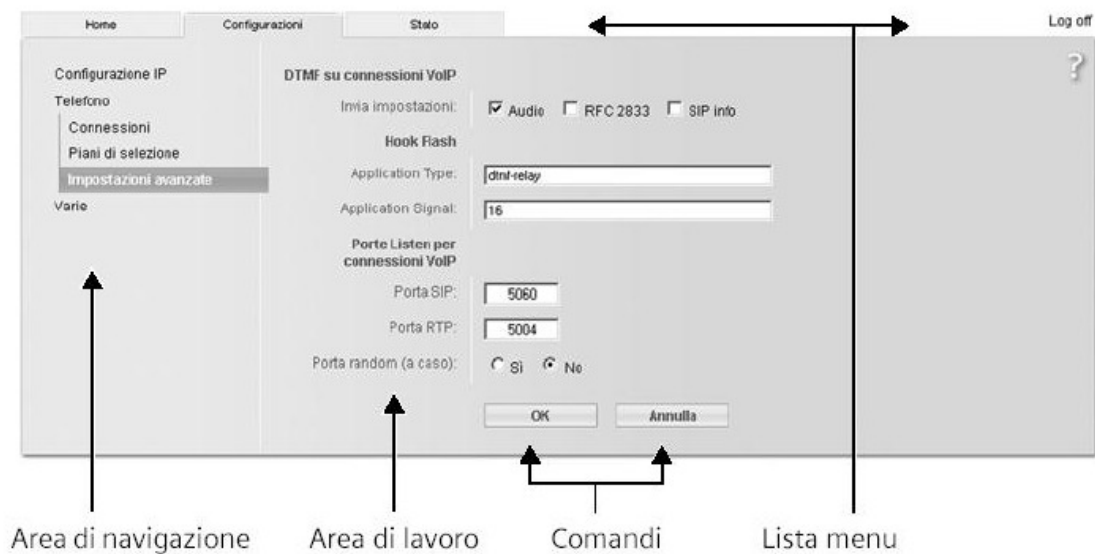 Home Configurazioni Stato Log off
?
Configurazione IP
Telefono
Connessioni
Piani di selezione
Impostazioni avanzate
Varie
DTMF su connessioni VoIP
Invia impostazioni: Audio RFC 2833 SIP info
Hook Flash
Application Type: dtmf-relay
Application Signal: 16
Porte Listen per
connessioni VoIP
Porta SIP: 5060
Porta RTP: 5004
Porta random (a caso): Sì No
OK Annulla
Area di navigazione Area di lavoro Comandi Lista menu